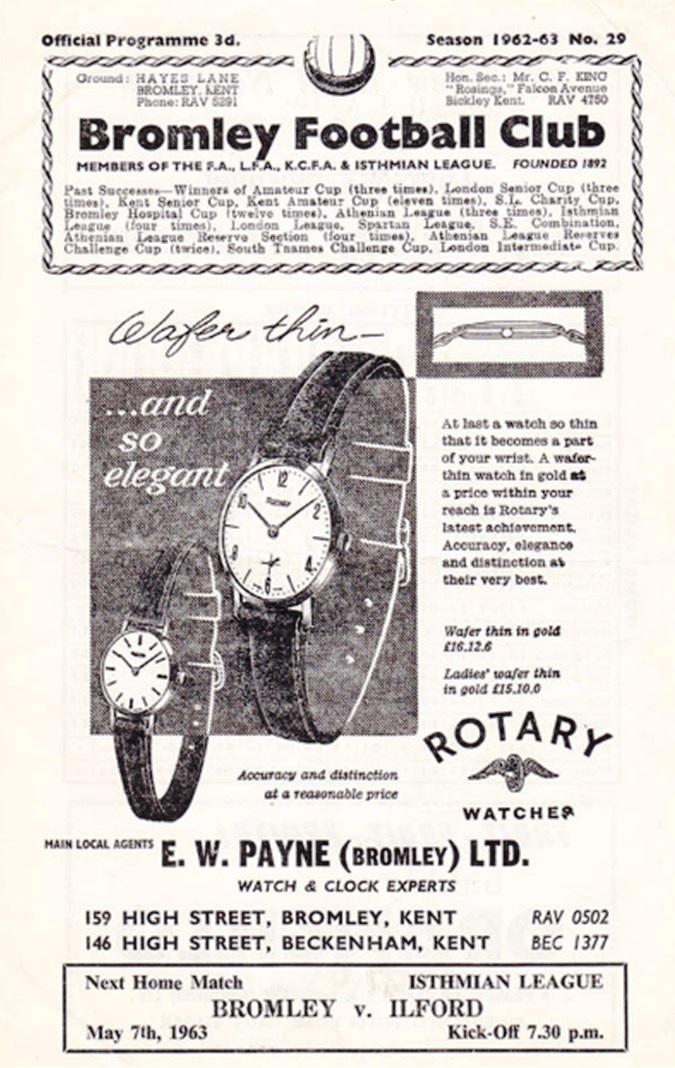 Official Programme 3d.
Season 1962-63 No. 29
Ground: HAYES LANE
BROMLEY, KENT
Phone: RAV 5291
Hon. Sec.: Mr. C. F. KING
"Rosings," Falcon Avenue
Bickley Kent. RAV 4750
Bromley Football Club
MEMBERS OF THE F.A., L.F.A., K.C.F.A. & ISTHMIAN LEAGUE. FOUNDED 1892
Past Successes—Winners of Amateur Cup (three times), London Senior Cup (three
times), Kent Senior Cup, Kent Amateur Cup (eleven times), S.L. Charity Cup,
Bromley Hospital Cup (twelve times), Athenian League (three times), Isthmian
League (four times), London League, Spartan League, S.E. Combination,
Athenian League Reserve Section (four times), Athenian League Reserves
Challenge Cup (twice), South Thames Challenge Cup, London Intermediate Cup.
Wafer thin—
...and
so
elegant
At last a watch so thin
that it becomes a part
of your wrist. A wafer-
thin watch in gold at
a price within your
reach is Rotary's
latest achievement.
Accuracy, elegance
and distinction at
their very best.
Wafer thin in gold
£16.12.6
Ladies' wafer thin
in gold £15.10.0
ROTARY
WATCHES
Accuracy and distinction
at a reasonable price
MAIN LOCAL AGENTS E. W. PAYNE (BROMLEY) LTD.
WATCH & CLOCK EXPERTS
159 HIGH STREET, BROMLEY, KENT RAV 0502
146 HIGH STREET, BECKENHAM, KENT BEC 1377
Next Home Match ISTHMIAN LEAGUE
BROMLEY v. ILFORD
May 7th, 1963 Kick-Off 7.30 p.m.